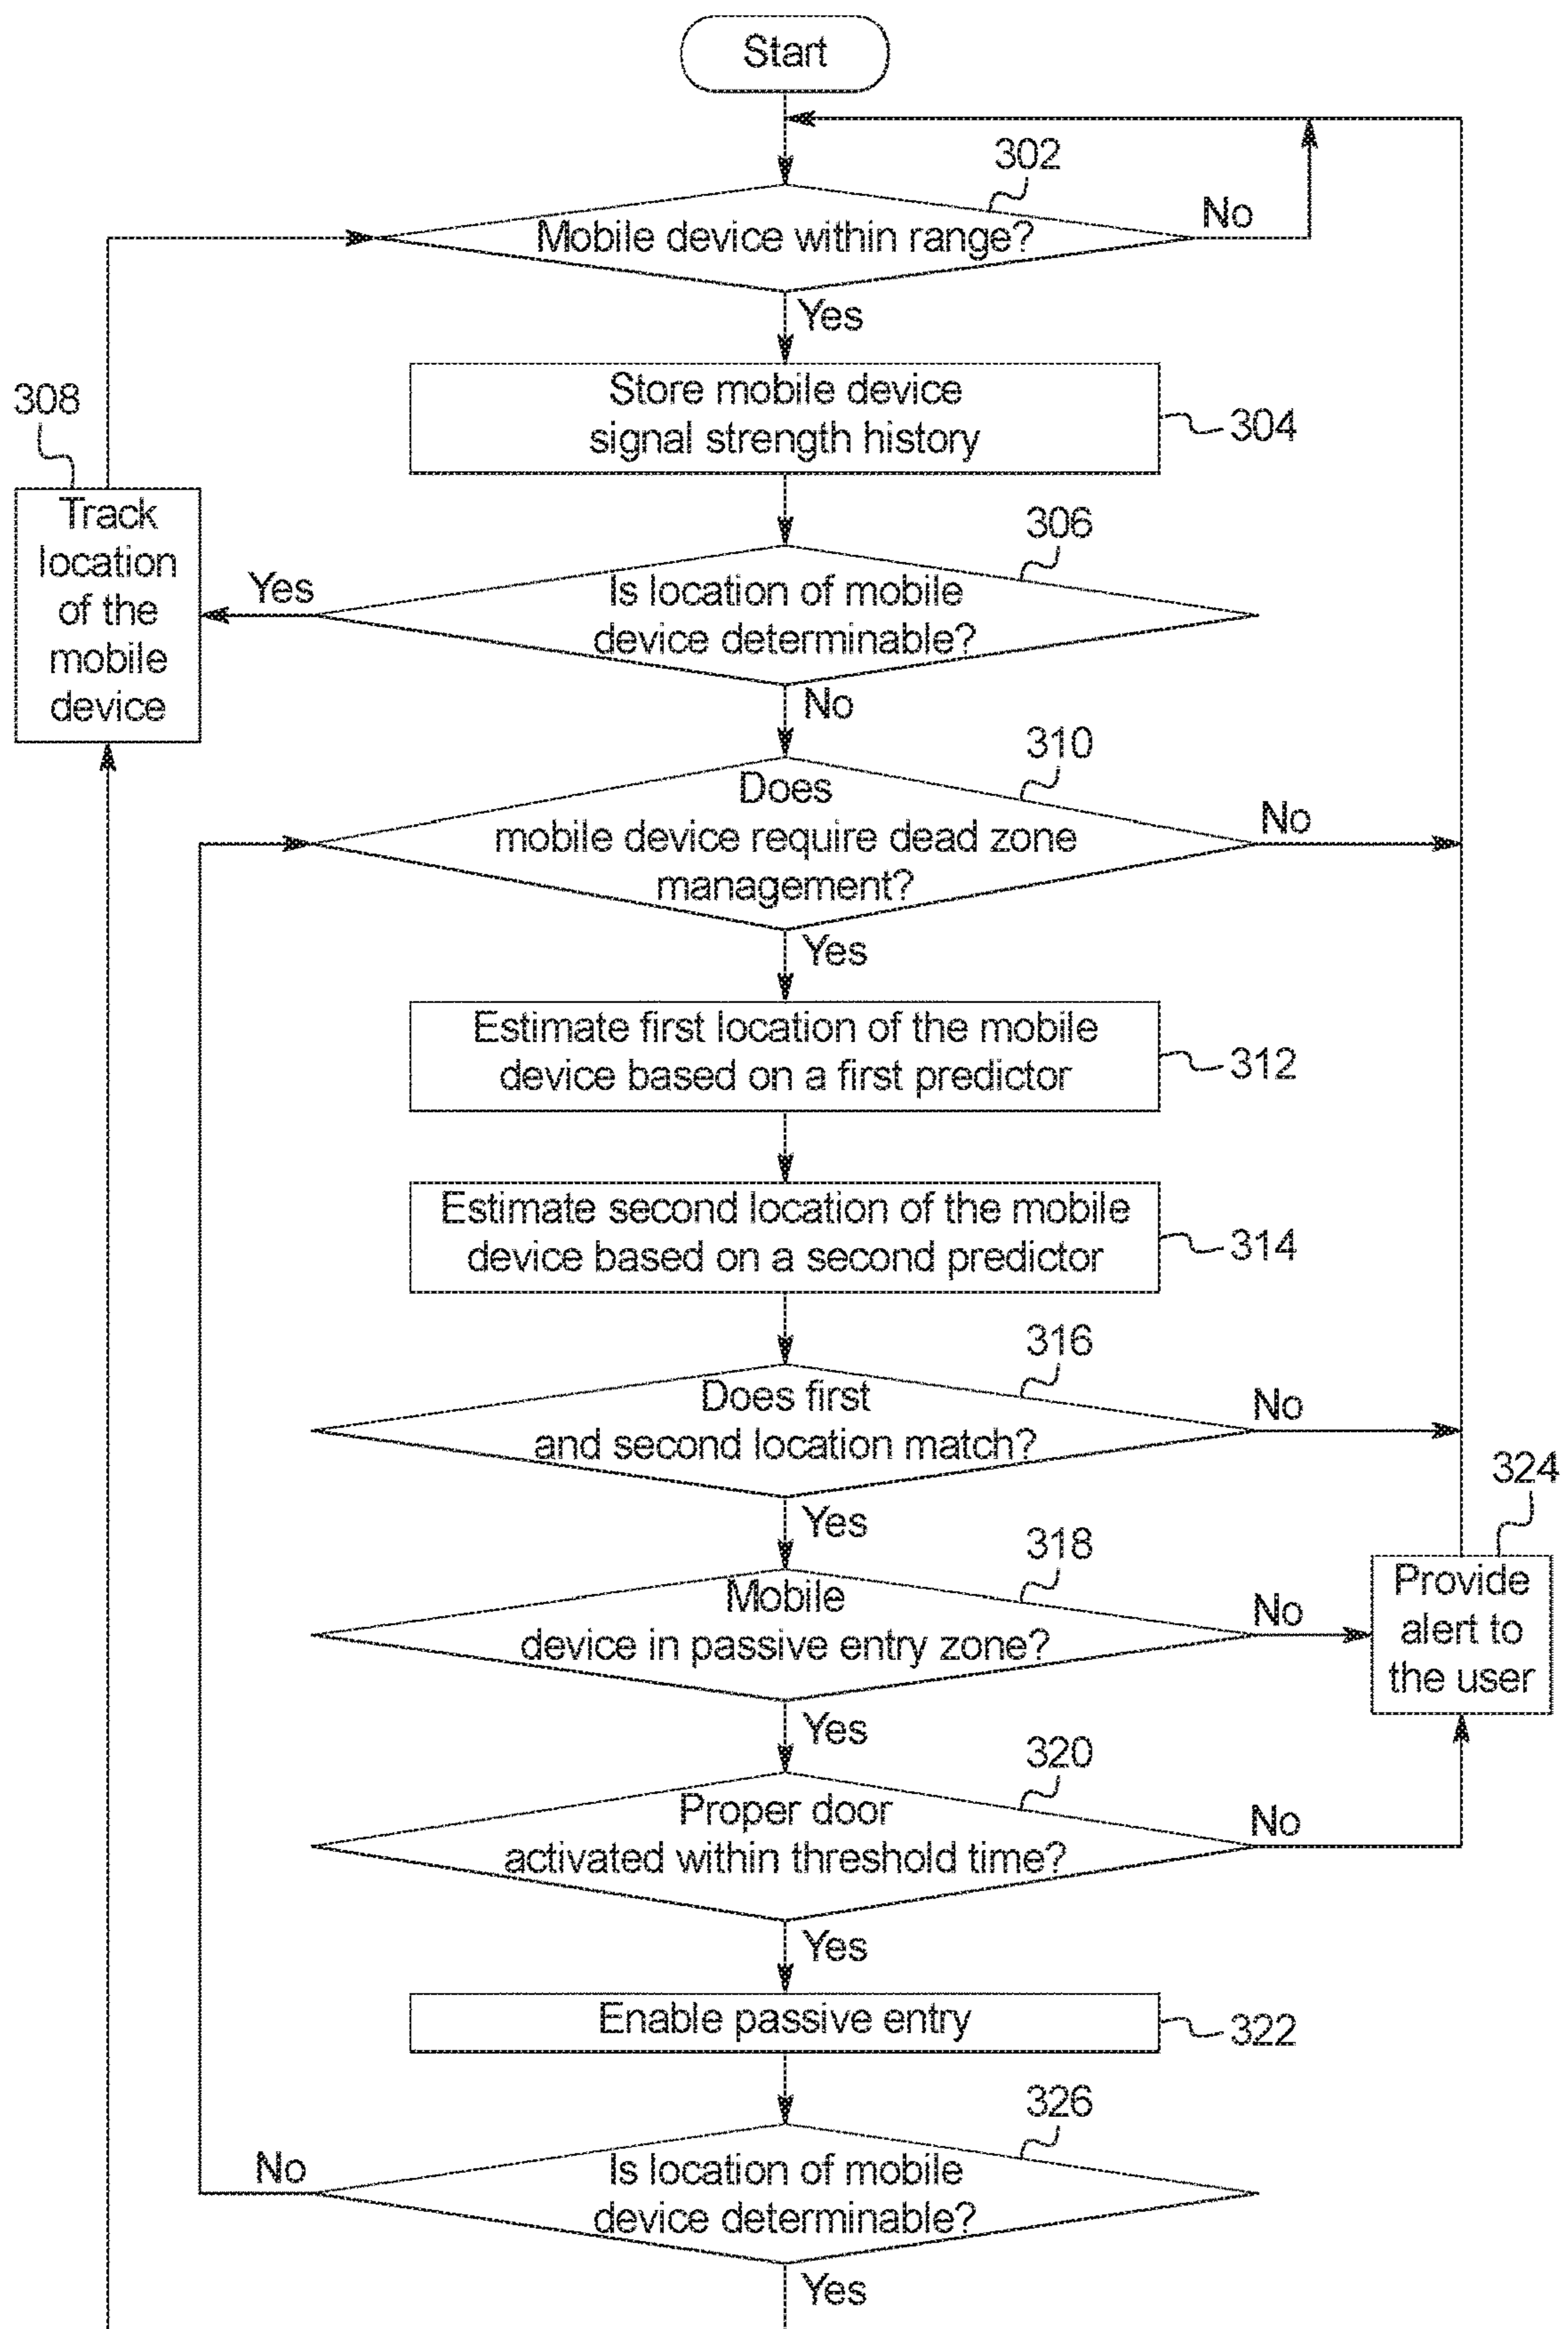 Start
302
Mobile device within range?
No
Yes
308
Store mobile device
signal strength history
304
Track
location
of the
mobile
device
306
Yes
Is location of mobile
device determinable?
No
310
Does
mobile device require dead zone
management?
No
Yes
Estimate first location of the mobile
device based on a first predictor
312
Estimate second location of the mobile
device based on a second predictor
314
316
Does first
and second location match?
No
Yes
324
318
Mobile
device in passive entry zone?
No
Provide
alert to
the user
Yes
320
Proper door
activated within threshold time?
No
Yes
Enable passive entry
322
326
No
Is location of mobile
device determinable?
Yes